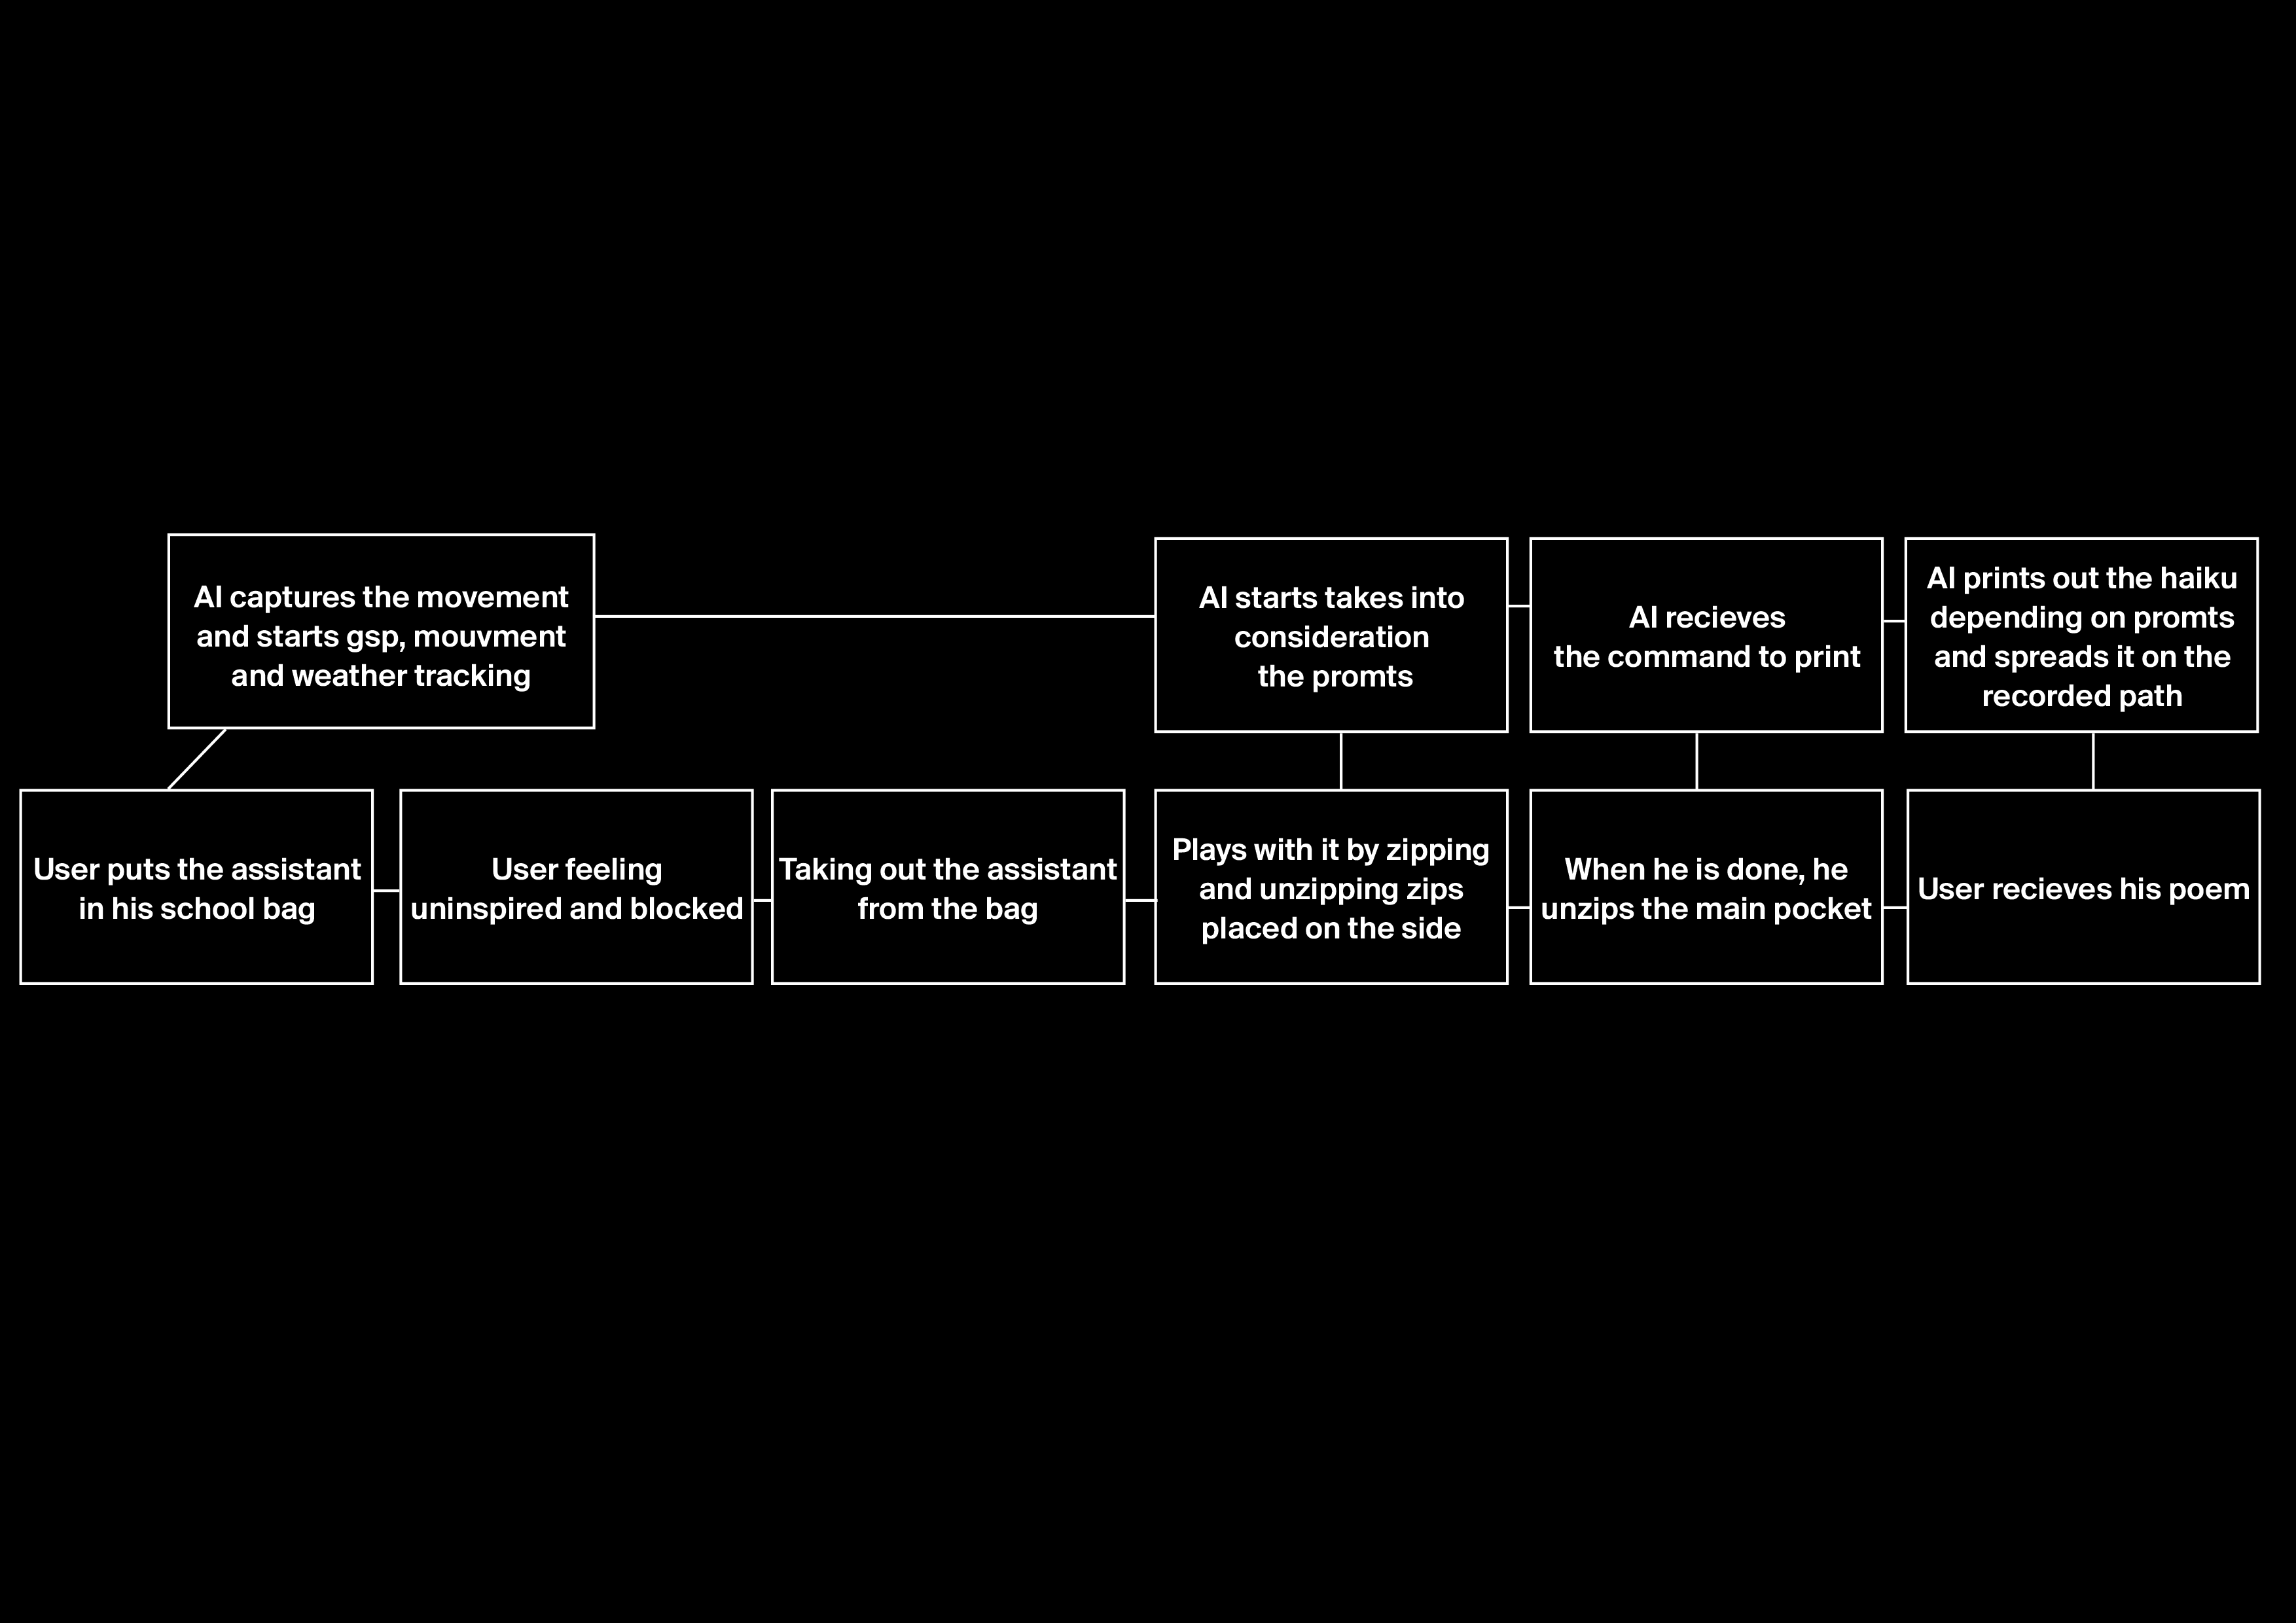 AI captures the movement
and starts gsp, mouvment
and weather tracking
AI starts takes into
consideration
the promts
AI recieves
the command to print
AI prints out the haiku
depending on promts
and spreads it on the
recorded path
User puts the assistant
in his school bag
User feeling
uninspired and blocked
Taking out the assistant
from the bag
Plays with it by zipping
and unzipping zips
placed on the side
When he is done, he
unzips the main pocket
User recieves his poem